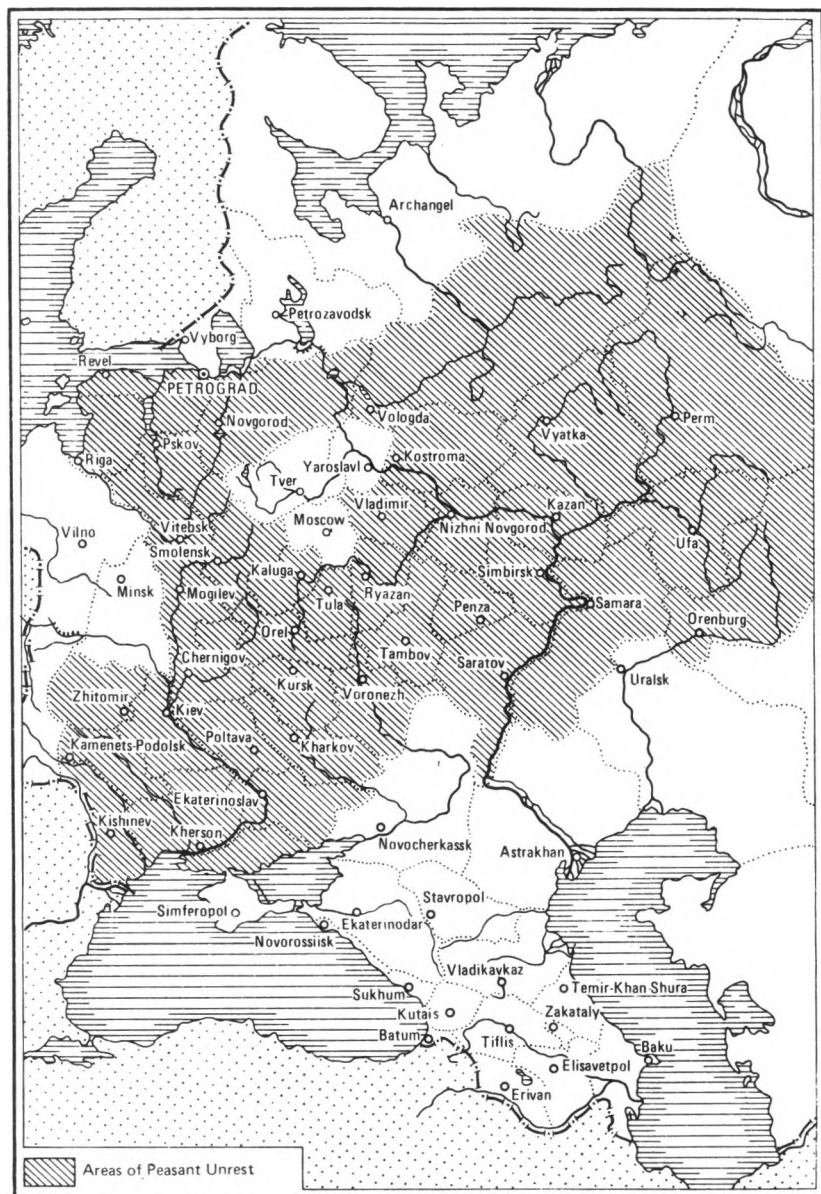 Archangel
Petrozavodsk
Vyborg
Revel
PETROGRAD
Novgorod
Vologda
Vyatka
Perm
Pskov
Riga
Yaroslavl
Kostroma
Tver
Vladimir
Kazan
Moscow
Nizhni Novgorod
Vitebsk
Vilno
Smolensk
Ufa
Kaluga
Simbirsk
Minsk
Mogilev
Tula
Ryazan
Penza
Samara
Orel
Orenburg
Tambov
Chernigov
Kursk
Saratov
Uralsk
Voronezh
Zhitomir
Kiev
Poltava
Kharkov
Kamenets-Podolsk
Ekaterinoslav
Kishinev
Kherson
Novocherkassk
Astrakhan
Simferopol
Stavropol
Ekaterinodar
Novorossiisk
Vladikavkaz
Temir-Khan-Shura
Sukhum
Kutais
Zakataly
Batum
Tiflis
Baku
Elisavetpol
Erivan
Areas of Peasant Unrest